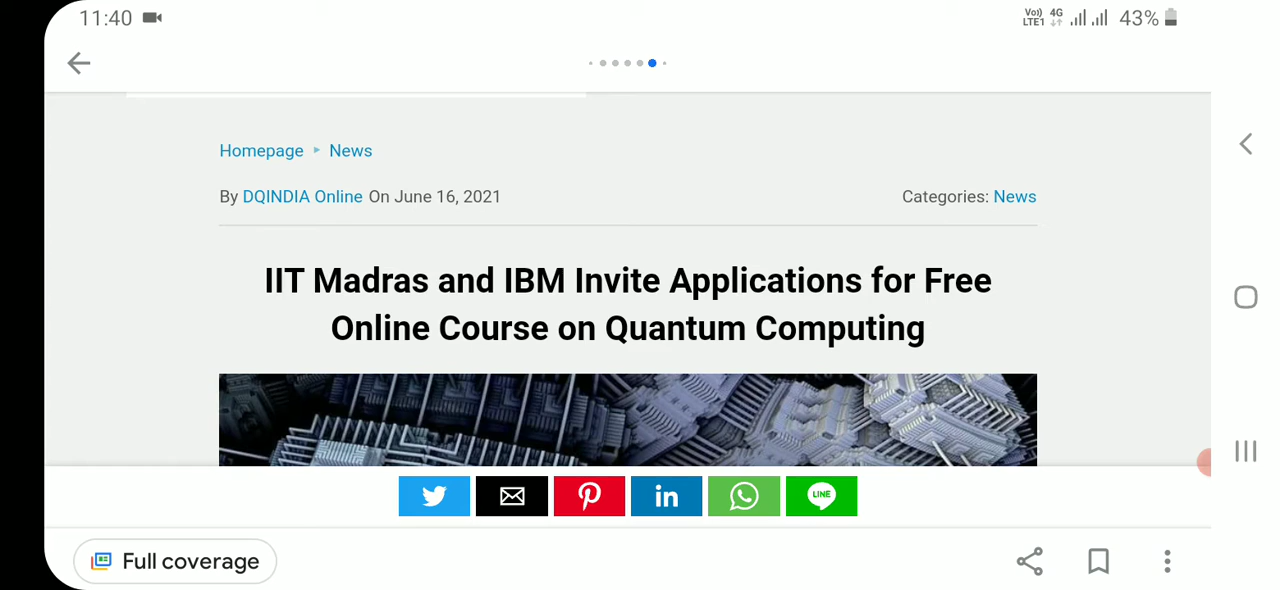 11:40
Vo)) LTE1 4G 43%
Homepage News
By DQINDIA Online On June 16, 2021 Categories: News
IIT Madras and IBM Invite Applications for Free
Online Course on Quantum Computing
in LINE
Full coverage